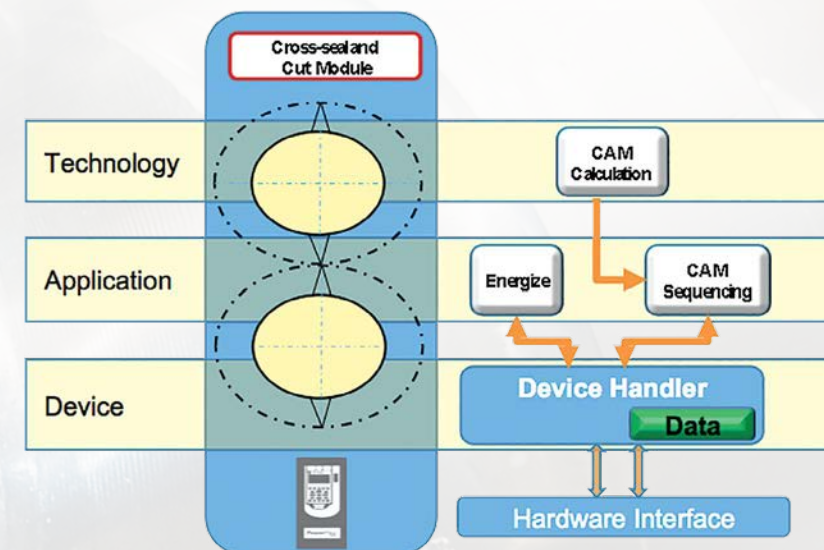 Cross-sealand
Cut Module
Technology
CAM
Calculation
Application
Energize
CAM
Sequencing
Device
Device Handler
Data
Hardware Interface